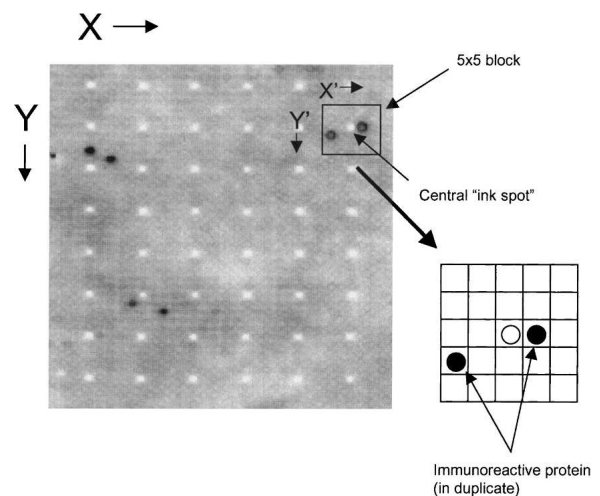 X
5x5 block
X'
Y
Y'
Central "ink spot"
Immunoreactive protein
(in duplicate)